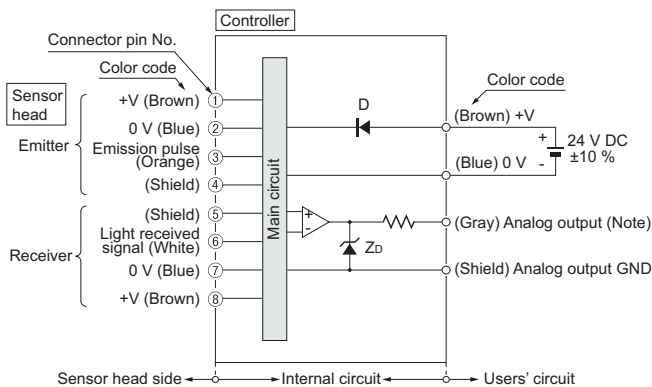 Controller
Connector pin No.
Color code
Sensor
head
+V (Brown) 1
0 V (Blue) 2
Emitter
Emission pulse
(Orange) 3
(Shield) 4
(Shield) 5
Receiver
Light received
signal (White) 6
0 V (Blue) 7
+V (Brown) 8
Main circuit
D
+
-
ZD
Color code
(Brown) +V
+
24 V DC
±10 %
(Blue) 0 V
-
(Gray) Analog output (Note)
(Shield) Analog output GND
Sensor head side
Internal circuit
Users' circuit